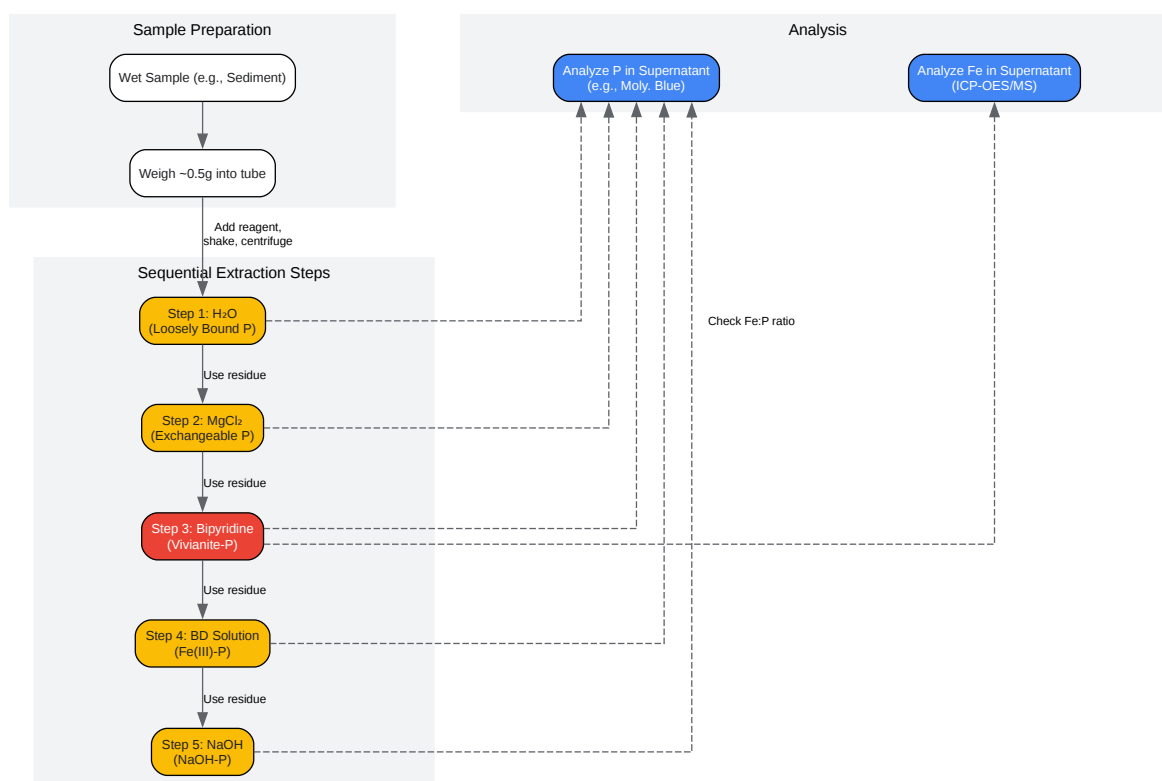 Sample Preparation
Wet Sample (e.g., Sediment)
Weigh ~0.5g into tube
Add reagent,
shake, centrifuge
Sequential Extraction Steps
Step 1: H₂O
(Loosely Bound P)
Use residue
Step 2: MgCl₂
(Exchangeable P)
Use residue
Step 3: Bipyridine
(Vivianite-P)
Use residue
Step 4: BD Solution
(Fe(III)-P)
Use residue
Step 5: NaOH
(NaOH-P)
Analysis
Analyze P in Supernatant
(e.g., Moly. Blue)
Analyze Fe in Supernatant
(ICP-OES/MS)
Check Fe:P ratio